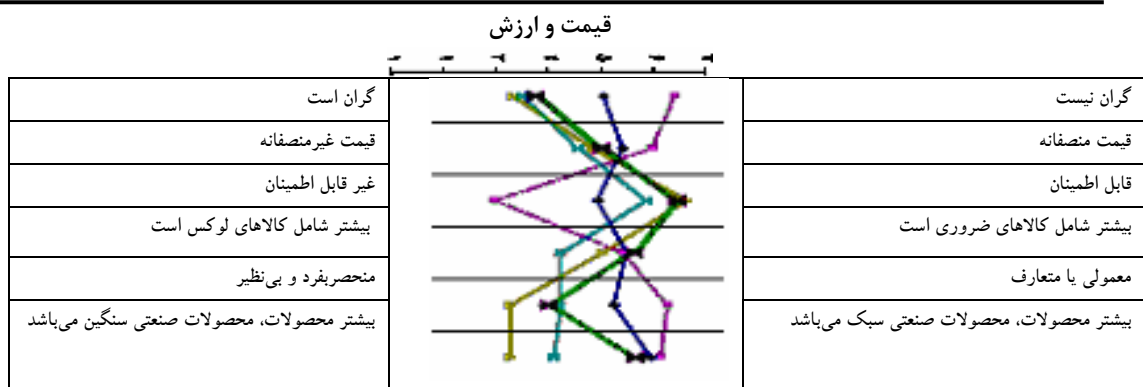 قیمت و ارزش
گران نیست
گران است
قیمت منصفانه
قیمت غیرمنصفانه
قابل اطمینان
غیر قابل اطمینان
بیشتر شامل کالاهای ضروری است
بیشتر شامل کالاهای لوکس است
معمولی یا متعارف
منحصربفرد و بی‌نظیر
بیشتر محصولات، محصولات صنعتی سبک می‌باشد
بیشتر محصولات، محصولات صنعتی سنگین می‌باشد